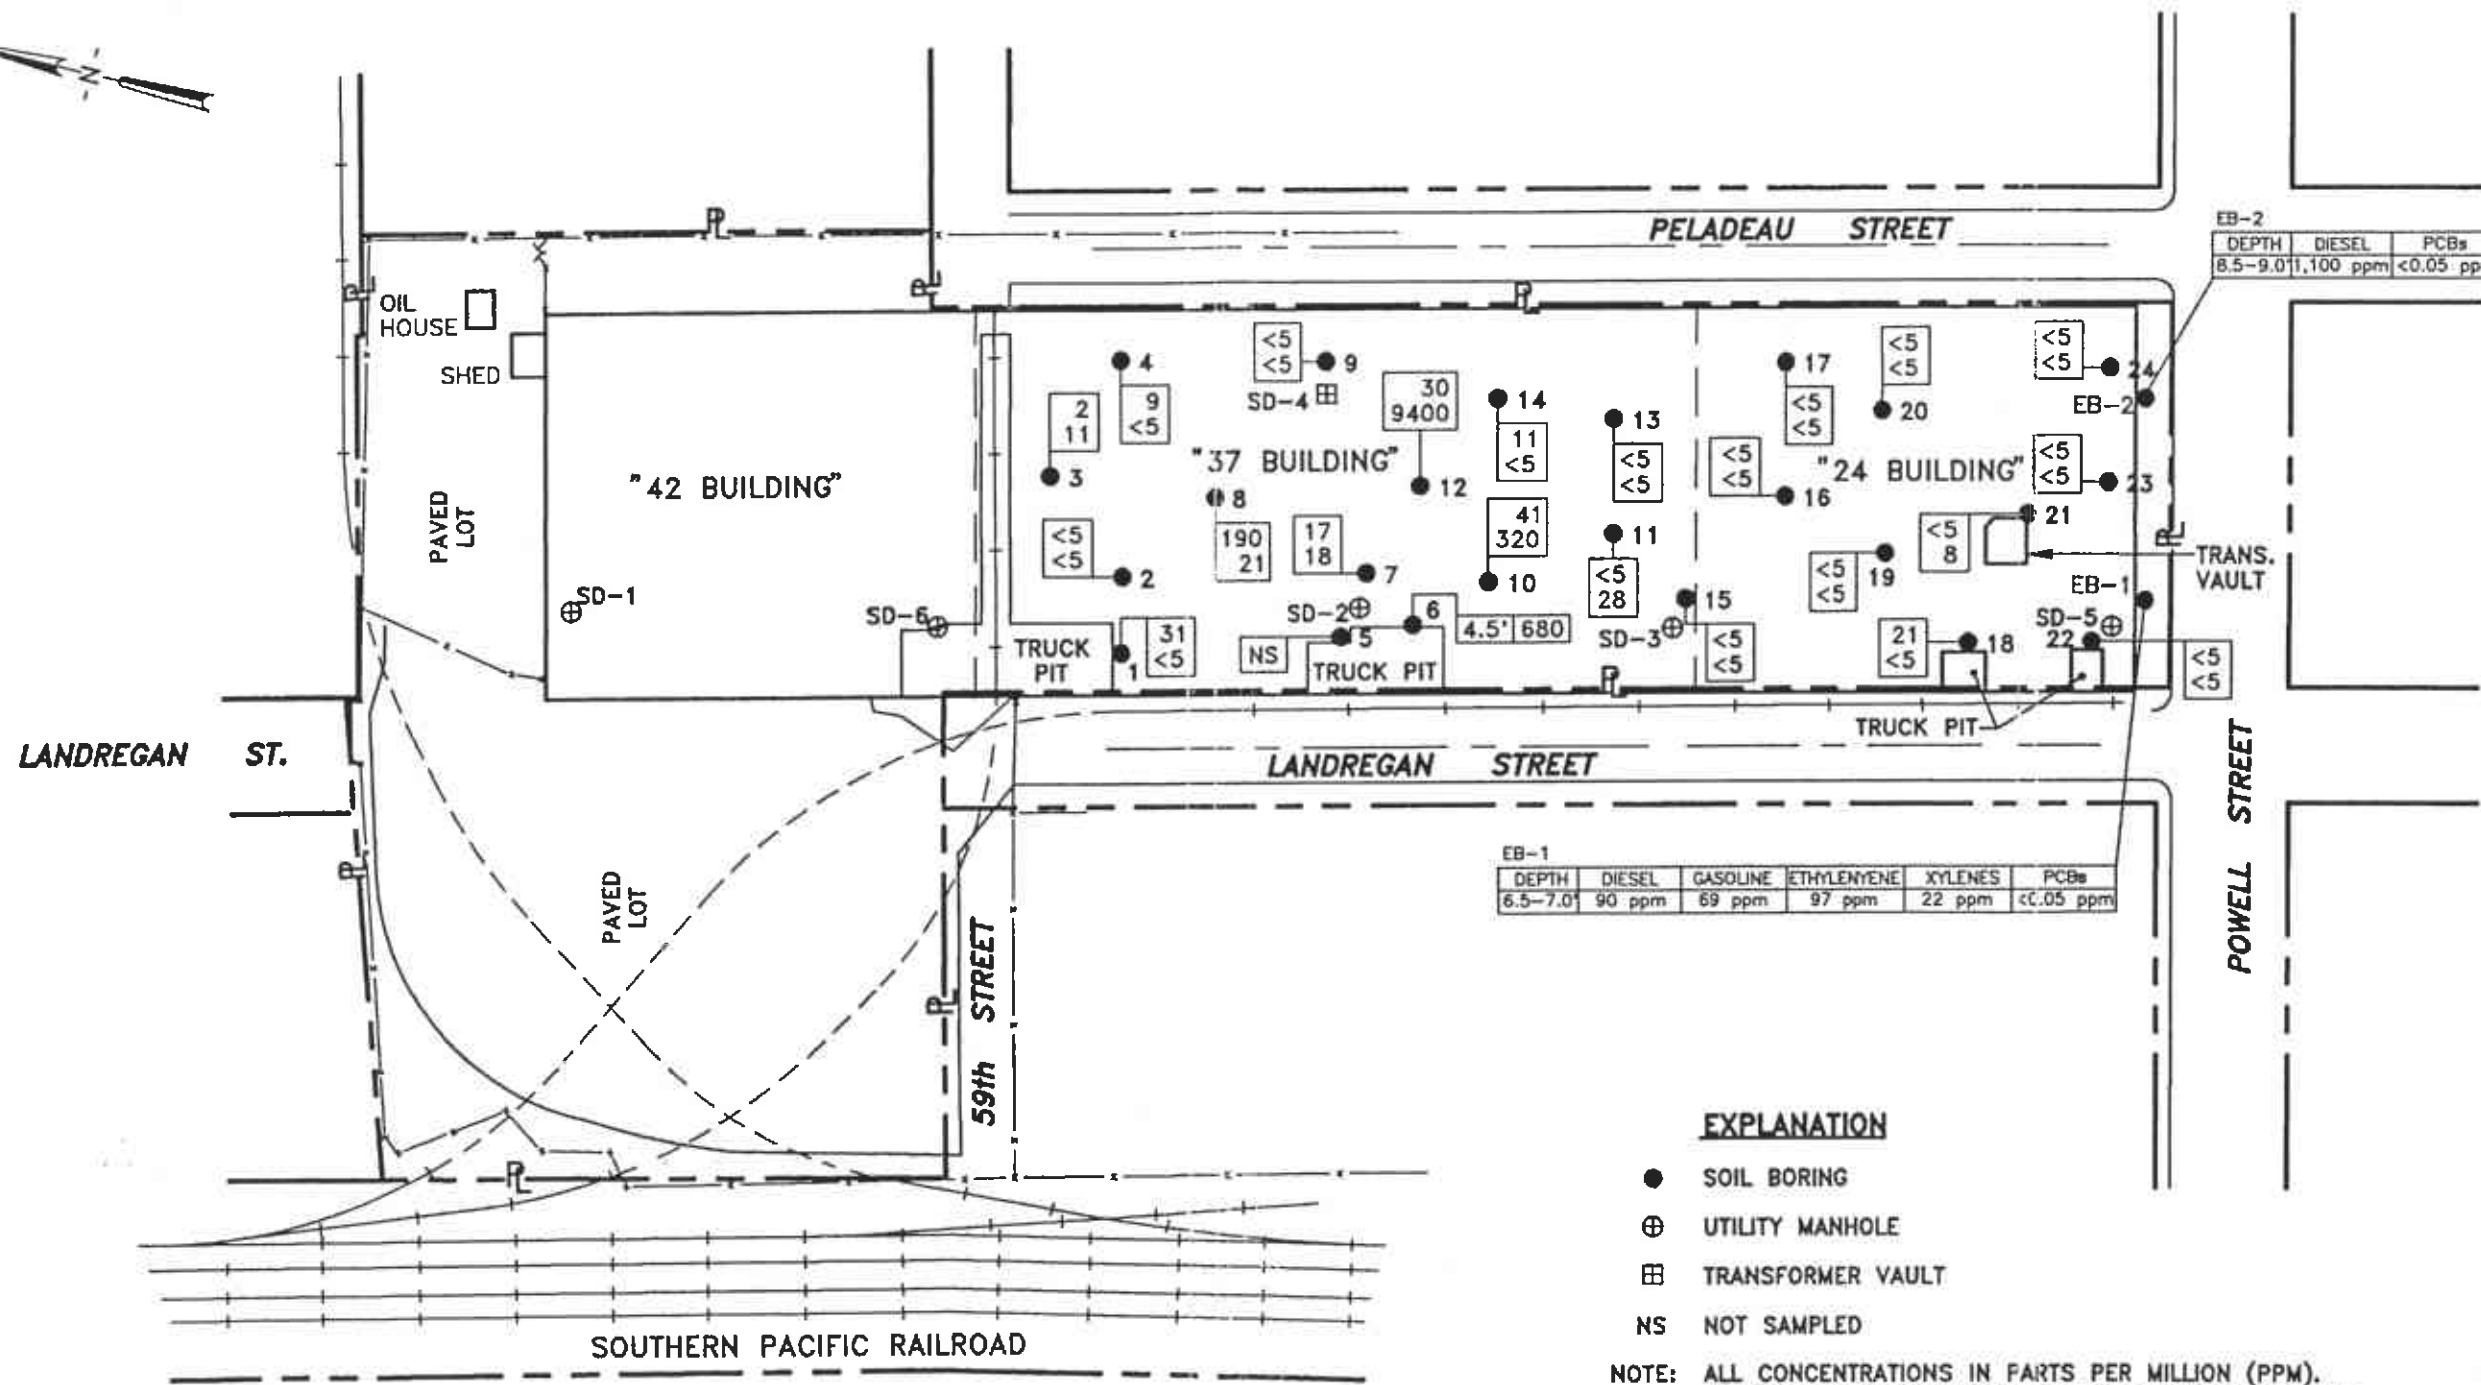 N
PELADEAU STREET
EB-2
DEPTH DIESEL PCBs
8.5-9.0' 1,100 ppm <0.05 pp
OIL
HOUSE
SHED
"42 BUILDING"
PAVED
LOT
SD-1
SD-6
<5
<5
9
SD-4
4
9
<5
2
11
3
<5
<5
2
31
<5
1
TRUCK
PIT
"37 BUILDING"
8
190
21
17
18
7
30
9400
12
14
11
<5
13
<5
<5
41
320
10
11
<5
28
SD-2
5
NS
TRUCK PIT
6
4.5' 680
15
SD-3
<5
<5
17
<5
<5
<5
<5
20
<5
<5
24
EB-2
<5
<5
16
"24 BUILDING"
<5
<5
23
<5
8
21
TRANS.
VAULT
<5
<5
19
EB-1
SD-5
22
21
<5
18
<5
<5
TRUCK PIT
LANDREGAN ST.
LANDREGAN STREET
POWELL STREET
EB-1
DEPTH DIESEL GASOLINE ETHYLENYENE XYLENES PCBs
6.5-7.0' 90 ppm 69 ppm 97 ppm 22 ppm <0.05 ppm
PAVED
LOT
59th STREET
SOUTHERN PACIFIC RAILROAD
EXPLANATION
SOIL BORING
UTILITY MANHOLE
TRANSFORMER VAULT
NS NOT SAMPLED
NOTE: ALL CONCENTRATIONS IN PARTS PER MILLION (PPM).